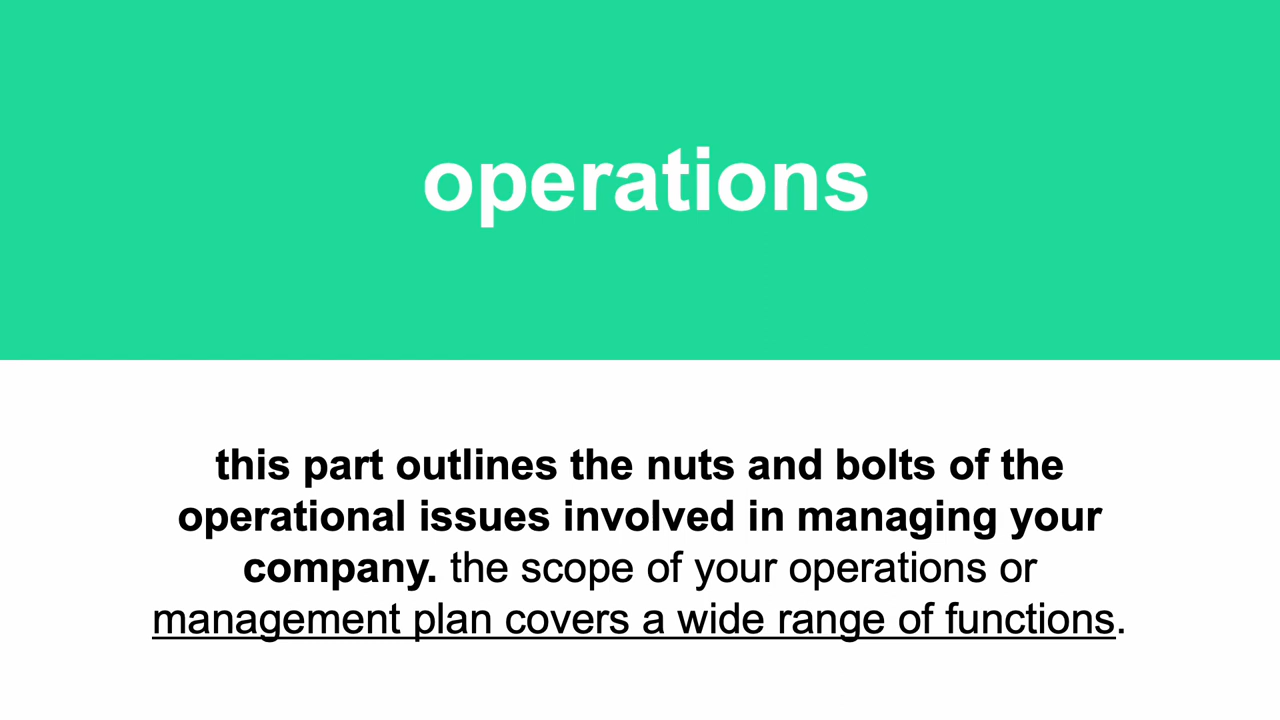 operations
this part outlines the nuts and bolts of the
operational issues involved in managing your
company. the scope of your operations or
management plan covers a wide range of functions.